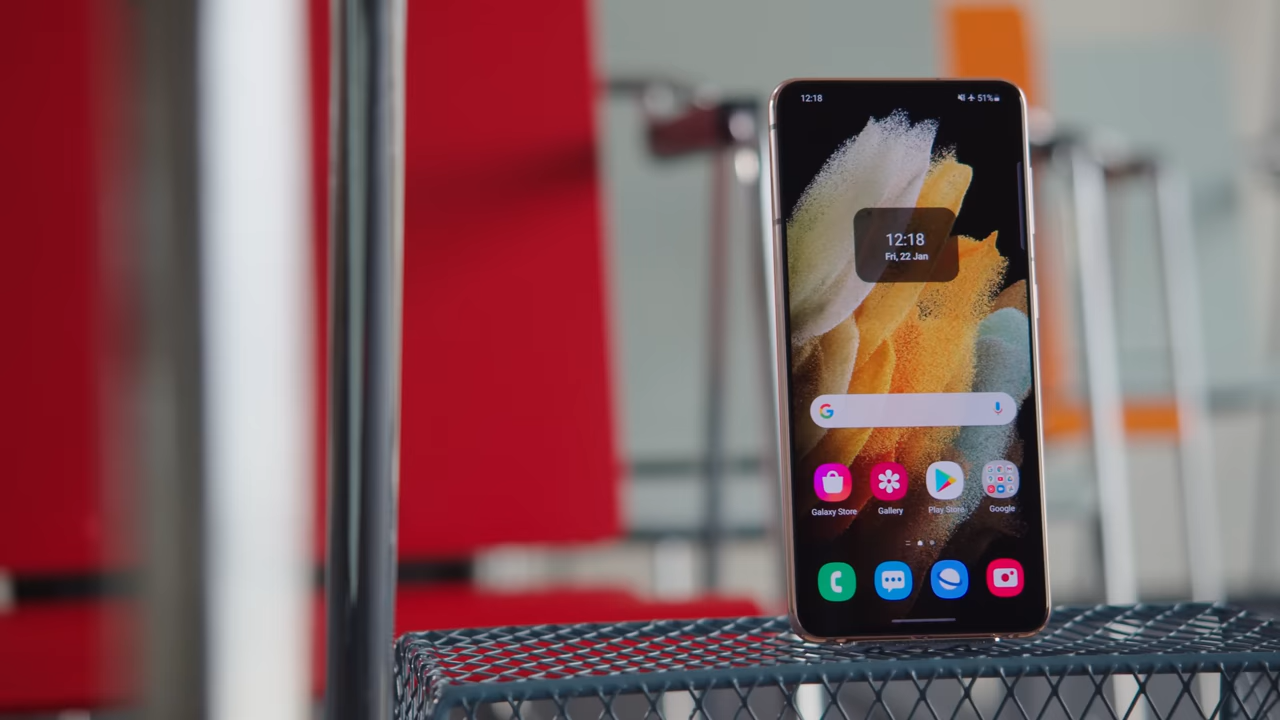 12:18
51%
12:18
Fri, 22 Jan
G
Galaxy Store
Gallery
Play Store
Google